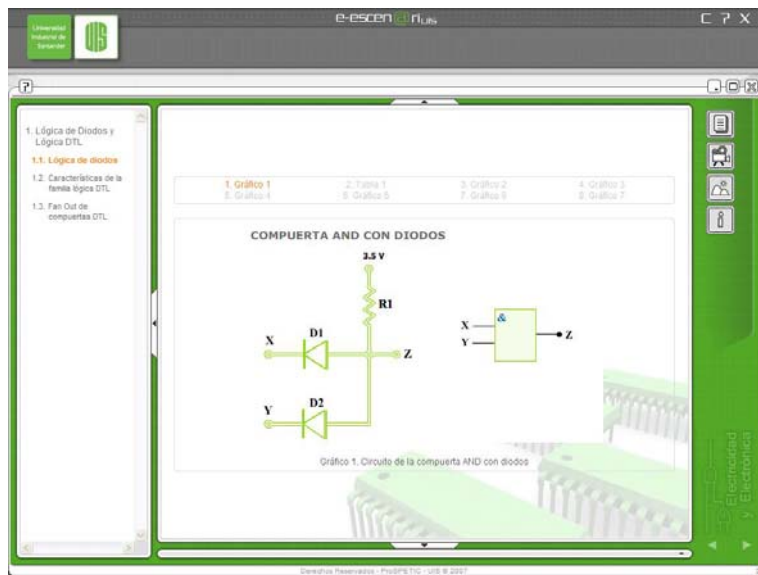 Universidad
Industrial de
Santander
UIS
e-escen@riUIS
1. Lógica de Diodos y
Lógica DTL
1.1. Lógica de diodos
1.2. Características de la
familia lógica DTL
1.3. Fan Out de
compuertas DTL
1. Gráfico 1
2. Tabla 1
3. Gráfico 2
4. Gráfico 3
5. Gráfico 4
6. Gráfico 5
7. Gráfico 6
8. Gráfico 7
COMPUERTA AND CON DIODOS
3.5 V
R1
D1
X
Z
D2
Y
&
X
Y
Z
Gráfico 1. Circuito de la compuerta AND con diodos
Electricidad
y Electrónica
Derechos Reservados - ProSPETIC - UIS © 2007